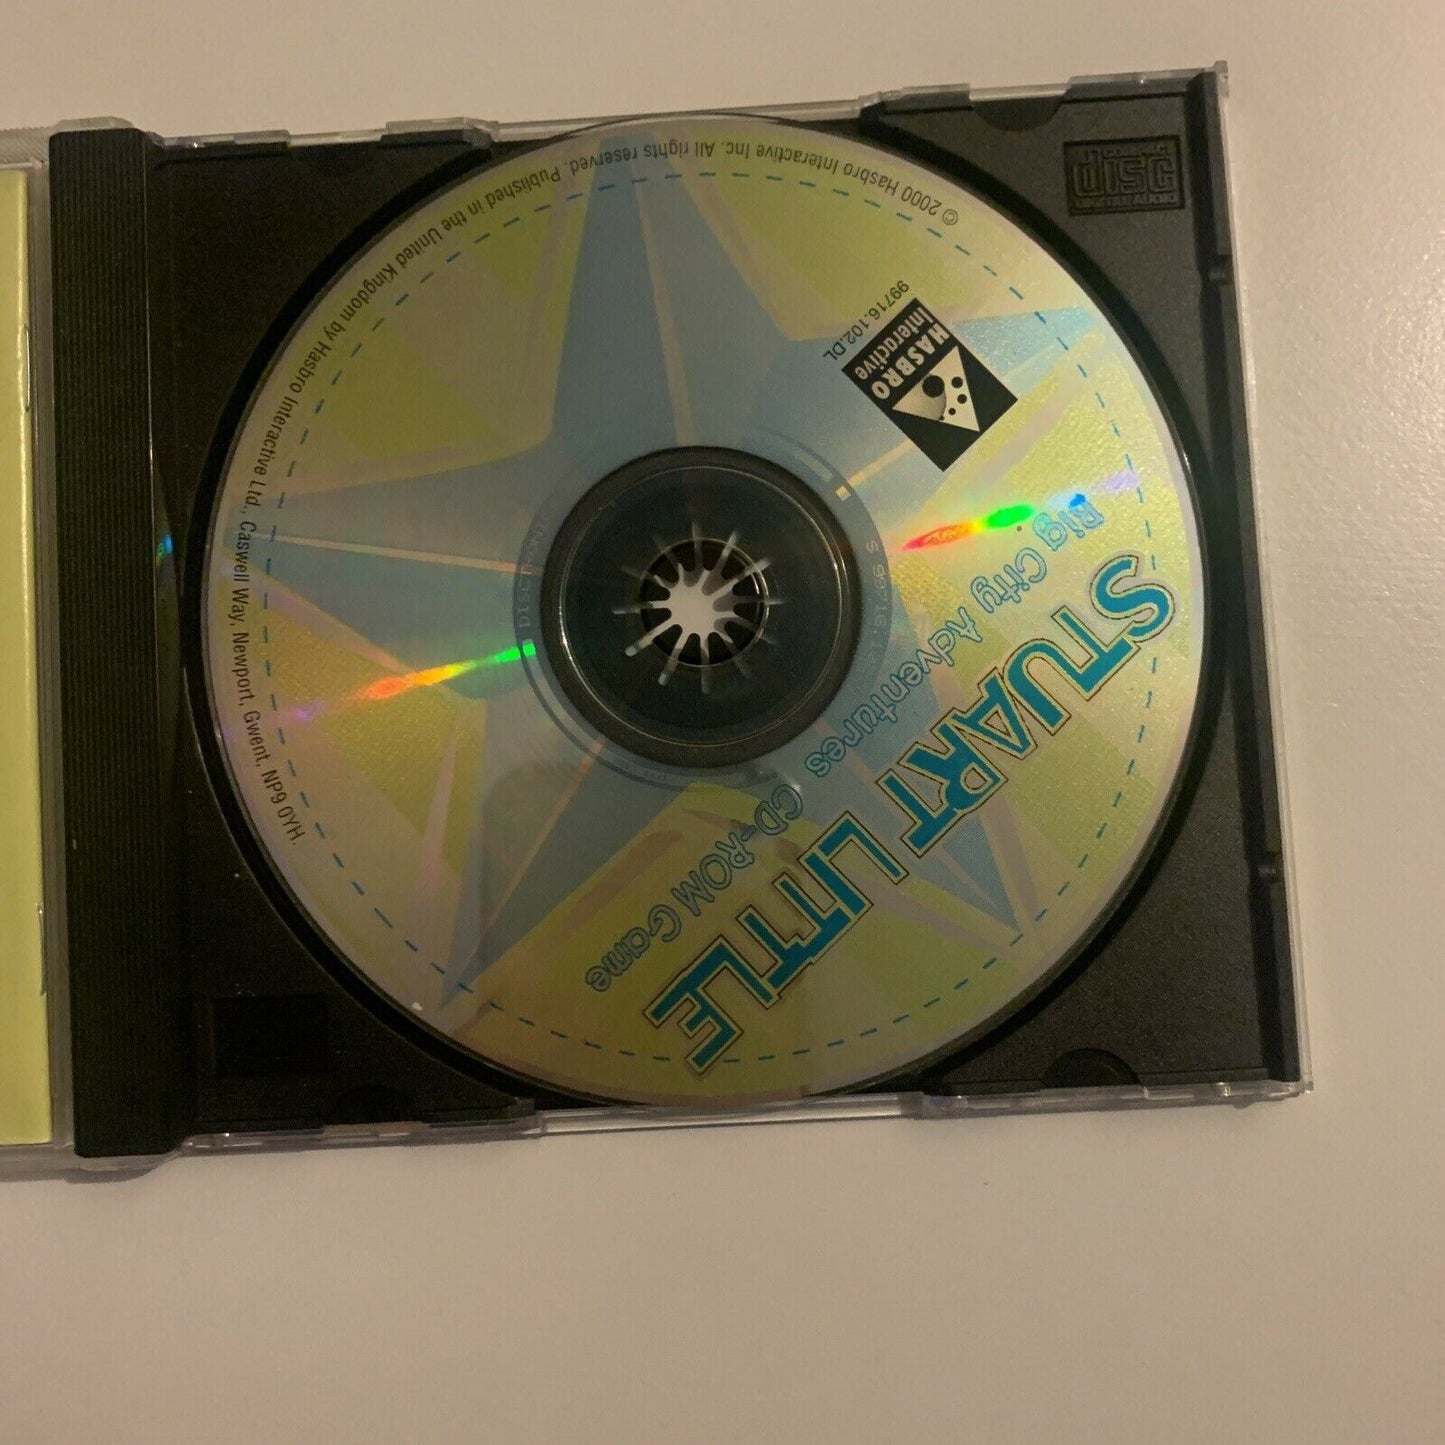 STUART LITTLE
Big City Adventures CD-ROM Game
HASBRO
Interactive
99716.102.DL
© 2000 Hasbro Interactive Inc. All rights reserved. Published in the United Kingdom by Hasbro Interactive Ltd., Caswell Way, Newport, Gwent, NP9 0YH.
COMPACT
disc
DIGITAL AUDIO